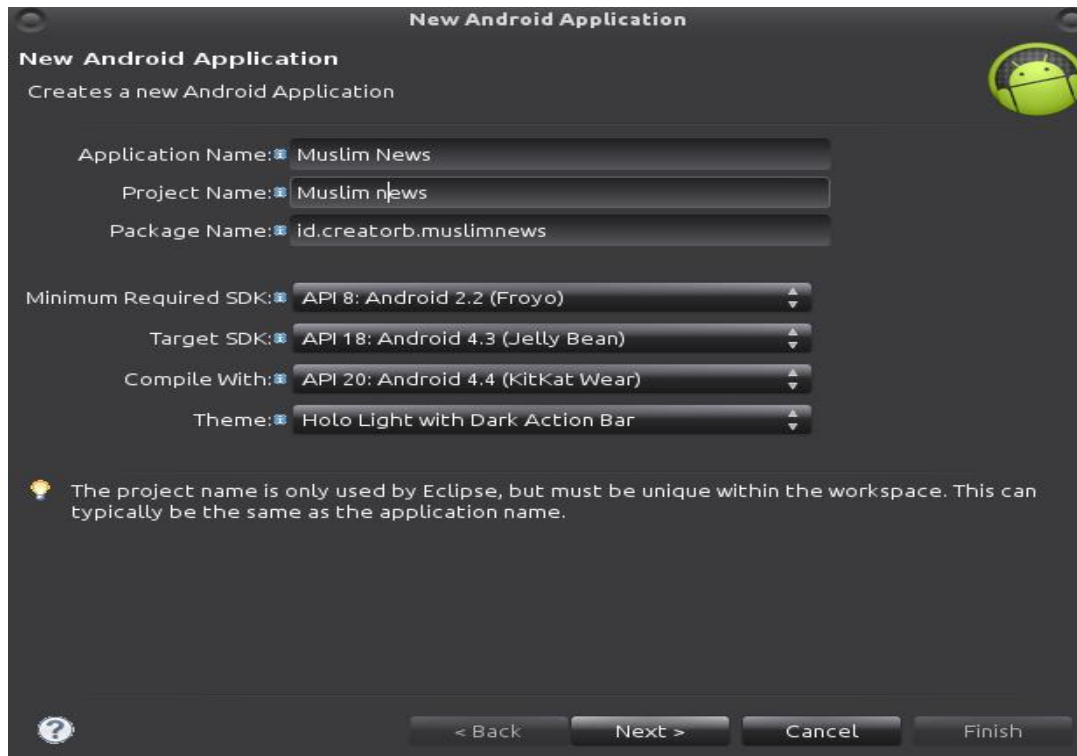 New Android Application
New Android Application
Creates a new Android Application
Application Name: Muslim News
Project Name: Muslim news
Package Name: id.creatorb.muslimnews
Minimum Required SDK: API 8: Android 2.2 (Froyo)
Target SDK: API 18: Android 4.3 (Jelly Bean)
Compile With: API 20: Android 4.4 (KitKat Wear)
Theme: Holo Light with Dark Action Bar
The project name is only used by Eclipse, but must be unique within the workspace. This can
typically be the same as the application name.
? < Back Next > Cancel Finish